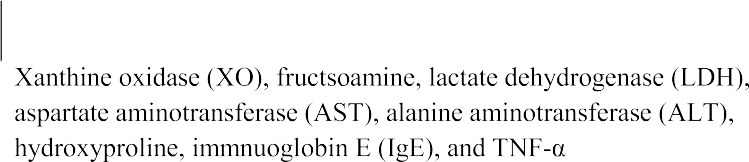 Xanthine oxidase (XO), fructsoamine, lactate dehydrogenase (LDH),
aspartate aminotransferase (AST), alanine aminotransferase (ALT),
hydroxyproline, immnuoglobin E (IgE), and TNF-α